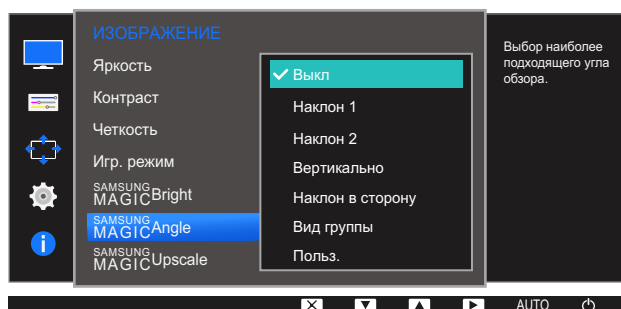 ИЗОБРАЖЕНИЕ
Яркость
Контраст
Четкость
Игр. режим
SAMSUNG
MAGICBright
SAMSUNG
MAGICAngle
SAMSUNG
MAGICUpscale
Выкл
Наклон 1
Наклон 2
Вертикально
Наклон в сторону
Вид группы
Польз.
Выбор наиболее
подходящего угла
обзора.
AUTO